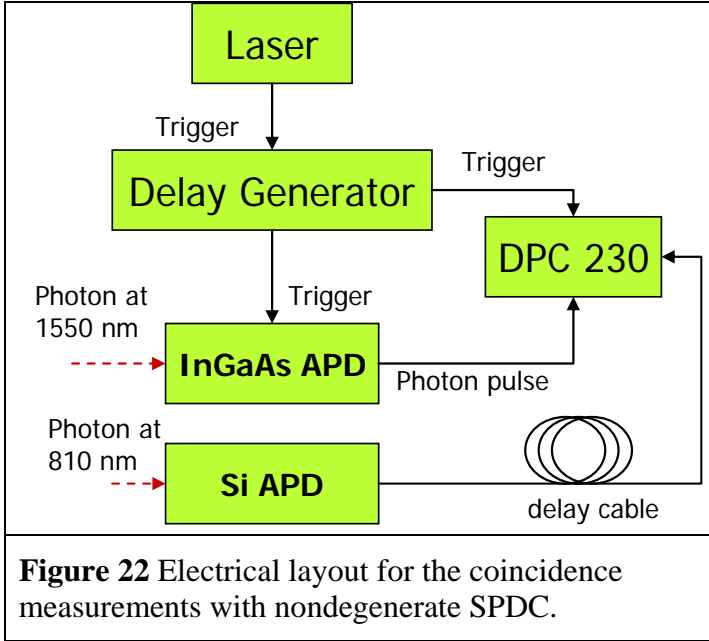 Laser
Trigger
Delay Generator
Trigger
DPC 230
Trigger
Photon at
1550 nm
InGaAs APD
Photon pulse
Photon at
810 nm
Si APD
delay cable
Figure 22 Electrical layout for the coincidence
measurements with nondegenerate SPDC.